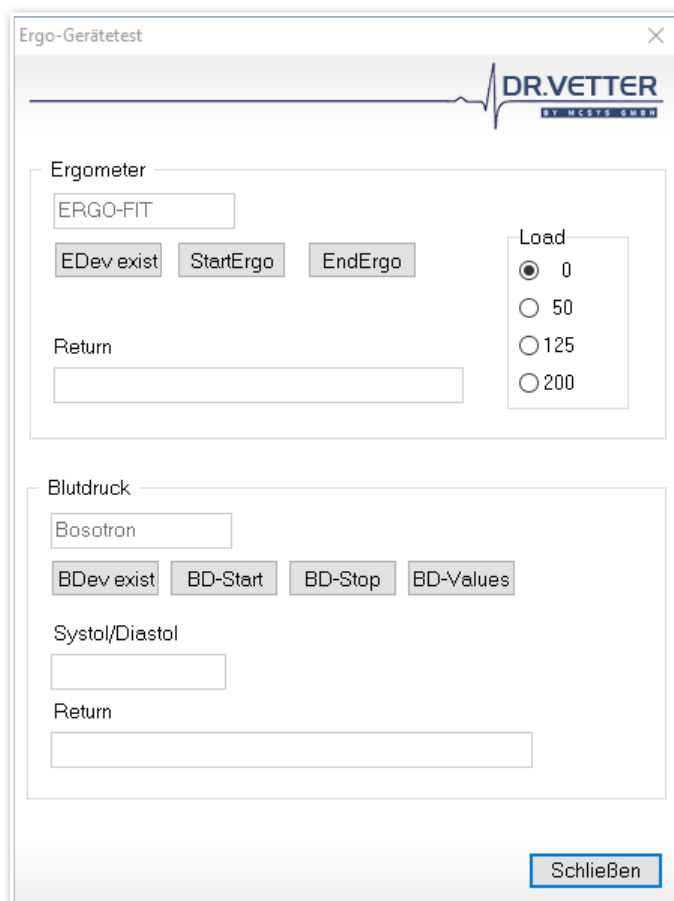 Ergo-Gerätetest
DR.VETTER
BY MCSYS GMBH
Ergometer
ERGO-FIT
EDev exist StartErgo EndErgo
Load
0
50
125
200
Return
Blutdruck
Bosotron
BDev exist BD-Start BD-Stop BD-Values
Systol/Diastol
Return
Schließen